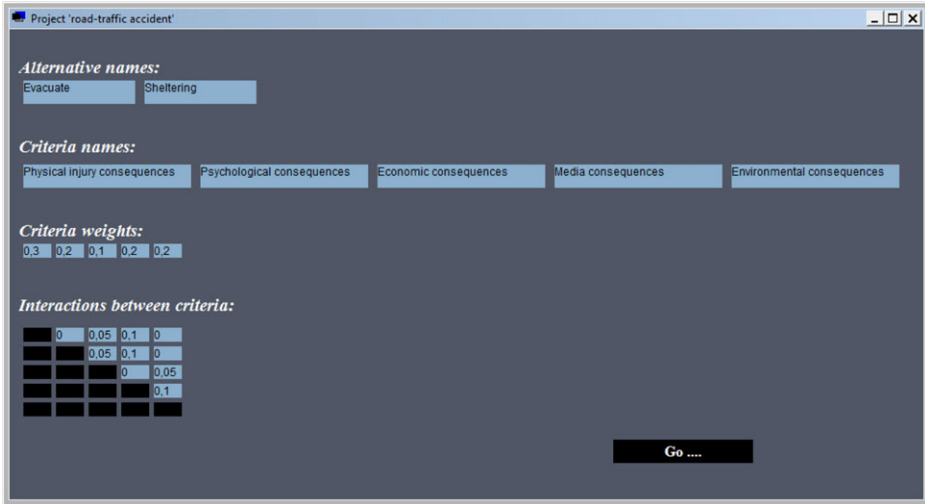 Project 'road-traffic accident'
Alternative names:
Evacuate Sheltering
Criteria names:
Physical injury consequences Psychological consequences Economic consequences Media consequences Environmental consequences
Criteria weights:
0,3 0,2 0,1 0,2 0,2
Interactions between criteria:
0 0,05 0,1 0
0,05 0,1 0
0 0,05
0,1
Go ....